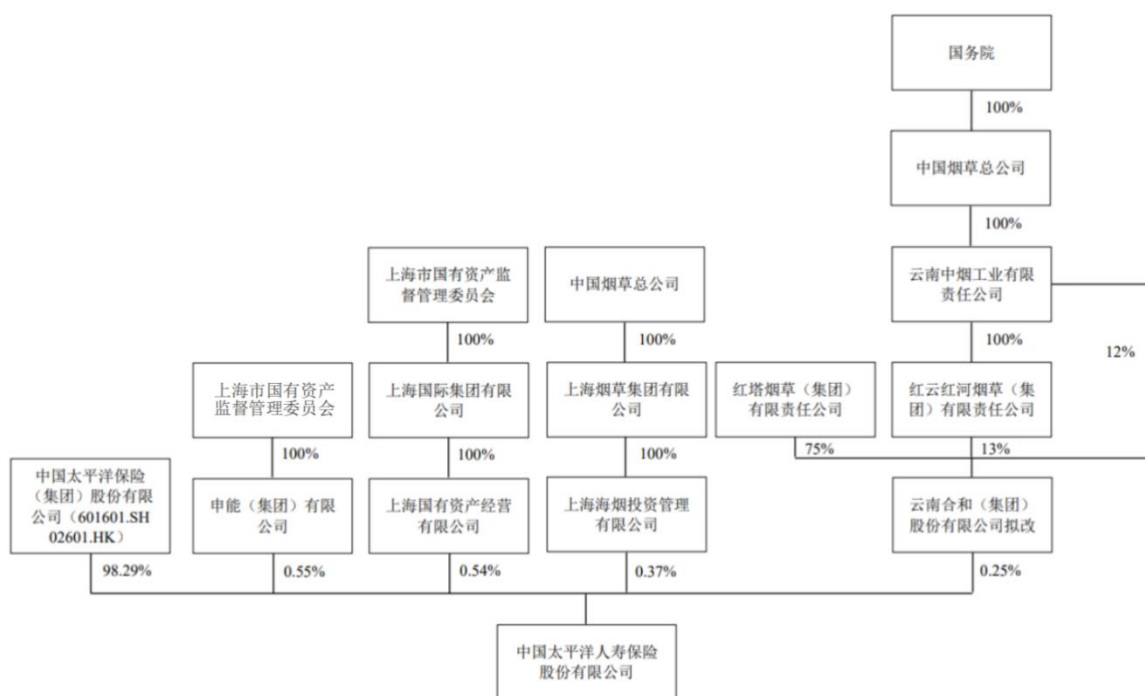 国务院
100%
中国烟草总公司
100%
上海市国有资产监
督管理委员会
中国烟草总公司
云南中烟工业有限
责任公司
100%
100%
100%
12%
上海市国有资产
监督管理委员会
上海国际集团有限
公司
上海烟草集团有限
公司
红塔烟草（集团）
有限责任公司
红云红河烟草（集
团）有限责任公司
100%
100%
100%
75%
13%
中国太平洋保险
（集团）股份有限
公司（601601.SH
02601.HK）
申能（集团）有限
公司
上海国有资产经营
有限公司
上海海烟投资管理
有限公司
云南合和（集团）
股份有限公司拟改
98.29%
0.55%
0.54%
0.37%
0.25%
中国太平洋人寿保险
股份有限公司